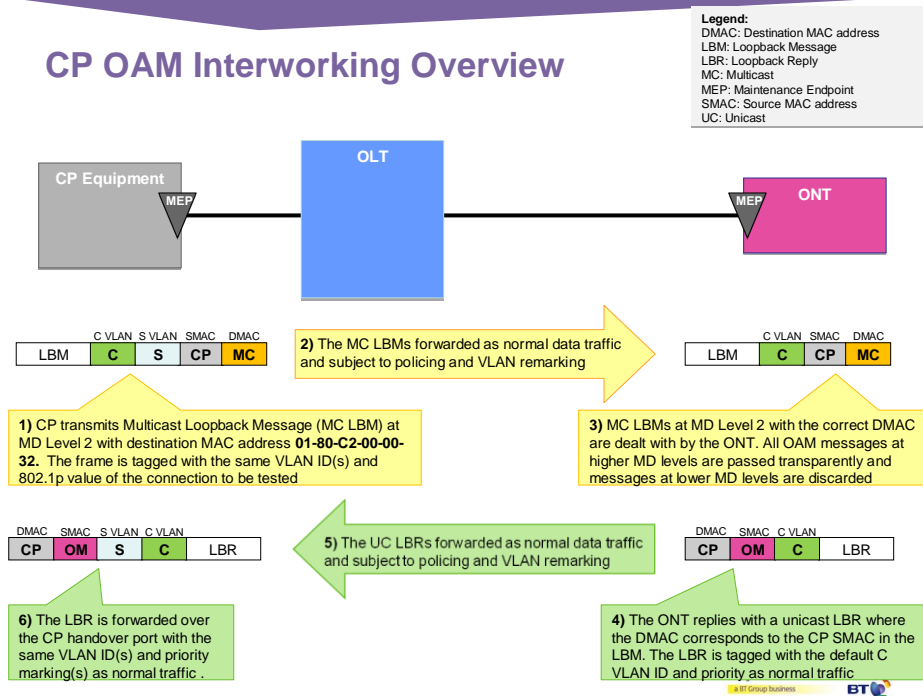 CP OAM Interworking Overview
Legend:
DMAC: Destination MAC address
LBM: Loopback Message
LBR: Loopback Reply
MC: Multicast
MEP: Maintenance Endpoint
SMAC: Source MAC address
UC: Unicast
CP Equipment
MEP
OLT
MEP
ONT
C VLAN S VLAN SMAC DMAC
LBM C S CP MC
2) The MC LBMs forwarded as normal data traffic
and subject to policing and VLAN remarking
C VLAN SMAC DMAC
LBM C CP MC
1) CP transmits Multicast Loopback Message (MC LBM) at
MD Level 2 with destination MAC address 01-80-C2-00-00-
32. The frame is tagged with the same VLAN ID(s) and
802.1p value of the connection to be tested
3) MC LBMs at MD Level 2 with the correct DMAC
are dealt with by the ONT. All OAM messages at
higher MD levels are passed transparently and
messages at lower MD levels are discarded
DMAC SMAC S VLAN C VLAN
CP OM S C LBR
5) The UC LBRs forwarded as normal data traffic
and subject to policing and VLAN remarking
DMAC SMAC C VLAN
CP OM C LBR
6) The LBR is forwarded over
the CP handover port with the
same VLAN ID(s) and priority
marking(s) as normal traffic .
4) The ONT replies with a unicast LBR where
the DMAC corresponds to the CP SMAC in the
LBM. The LBR is tagged with the default C
VLAN ID and priority as normal traffic
a BT Group business
BT